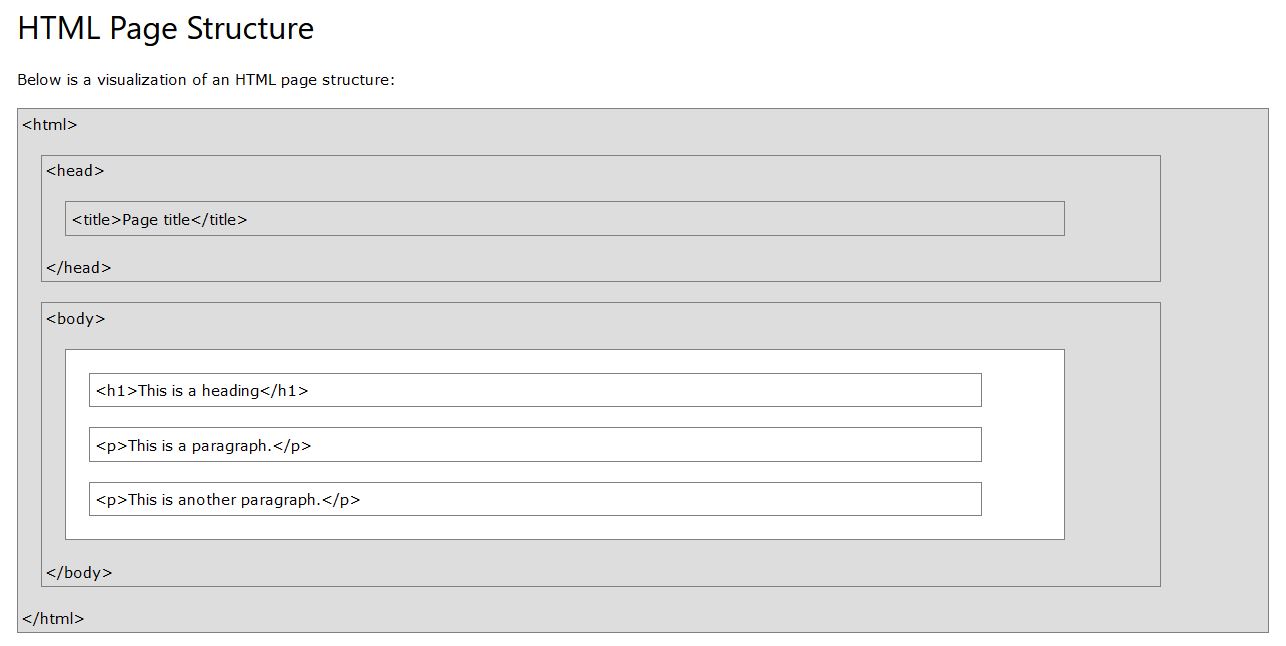 HTML Page Structure
Below is a visualization of an HTML page structure:
<html>
<head>
<title>Page title</title>
</head>
<body>
<h1>This is a heading</h1>
<p>This is a paragraph.</p>
<p>This is another paragraph.</p>
</body>
</html>